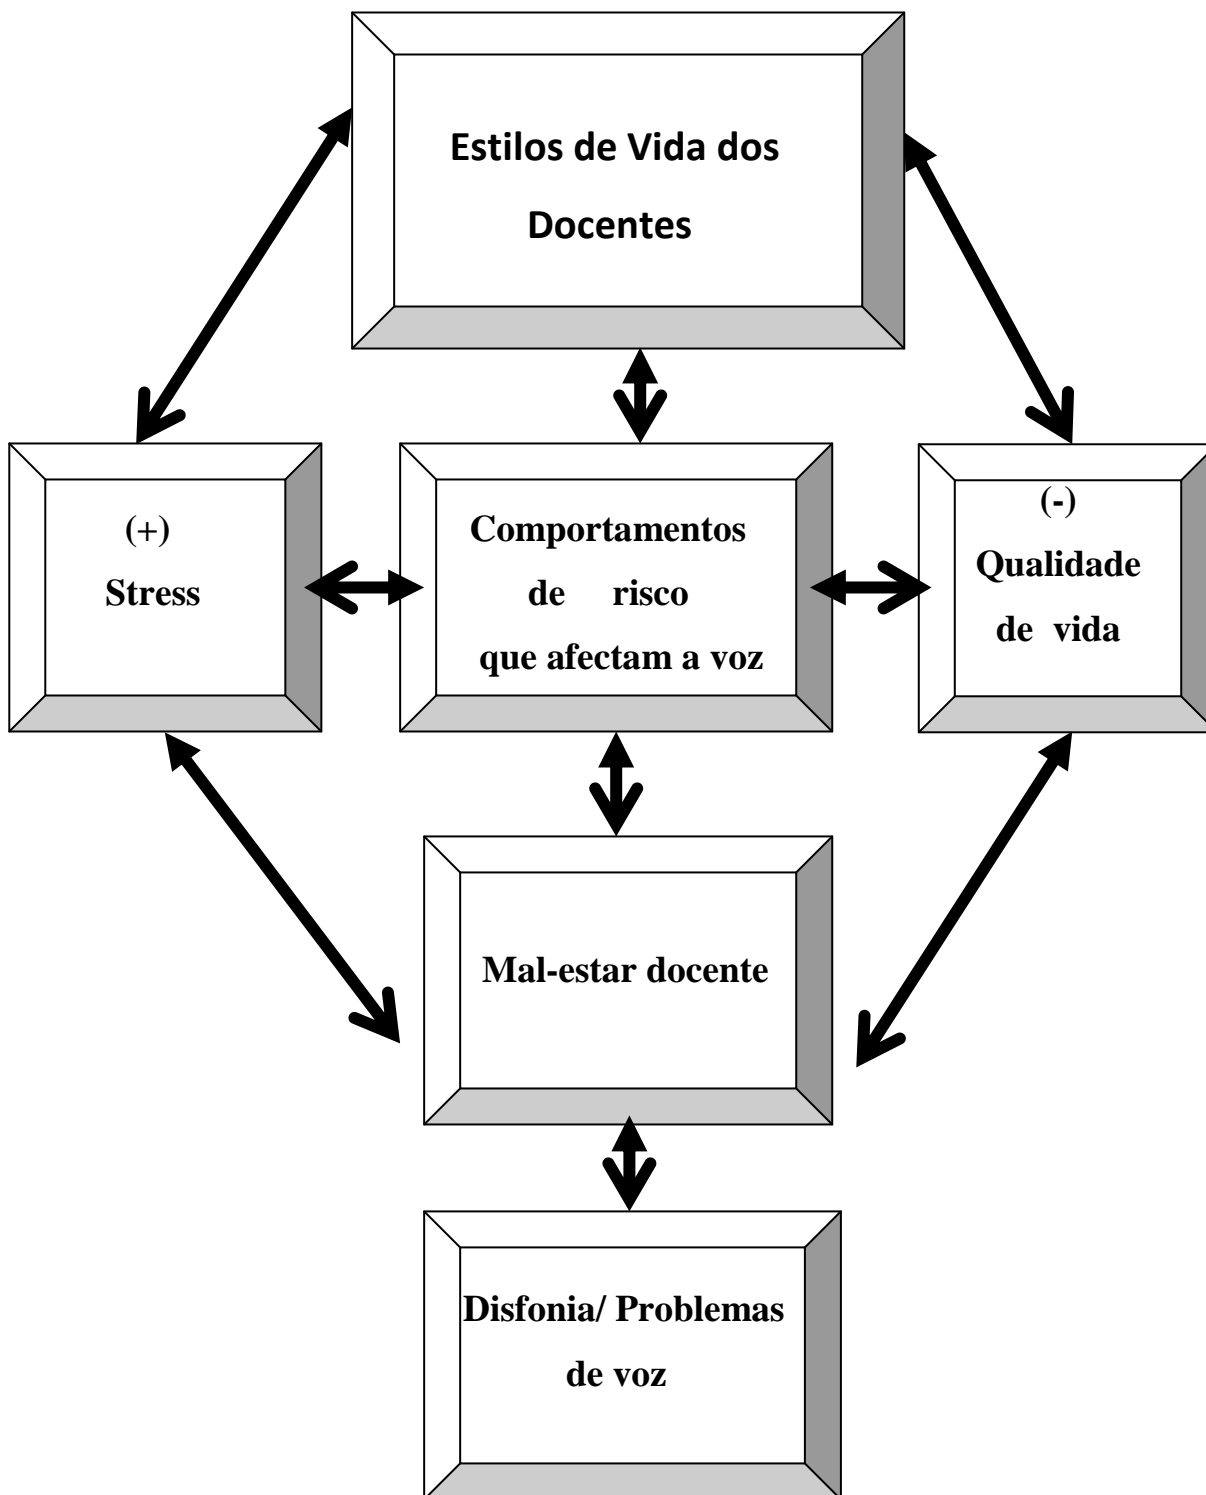 Estilos de Vida dos
Docentes
(+)
Stress
Comportamentos
de risco
que afectam a voz
(-)
Qualidade
de vida
Mal-estar docente
Disfonia/ Problemas
de voz